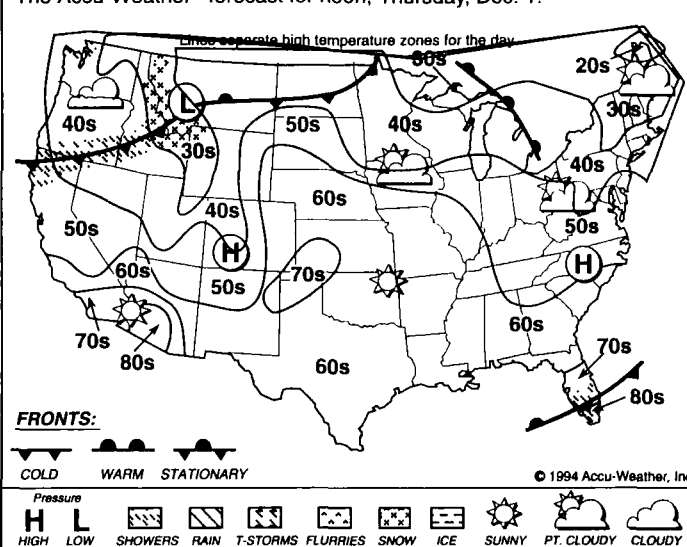 The Accu-Weather forecast for noon, Thursday, Dec. 1.
Lines separate high temperature zones for the day.
30s
20s
40s
50s
40s
30s
30s
40s
60s
40s
50s
50s
H
H
L
60s
50s
70s
60s
70s
80s
60s
70s
80s
FRONTS:
COLD WARM STATIONARY
© 1994 Accu-Weather, Inc
Pressure
H L
HIGH LOW SHOWERS RAIN T-STORMS FLURRIES SNOW ICE SUNNY PT. CLOUDY CLOUDY